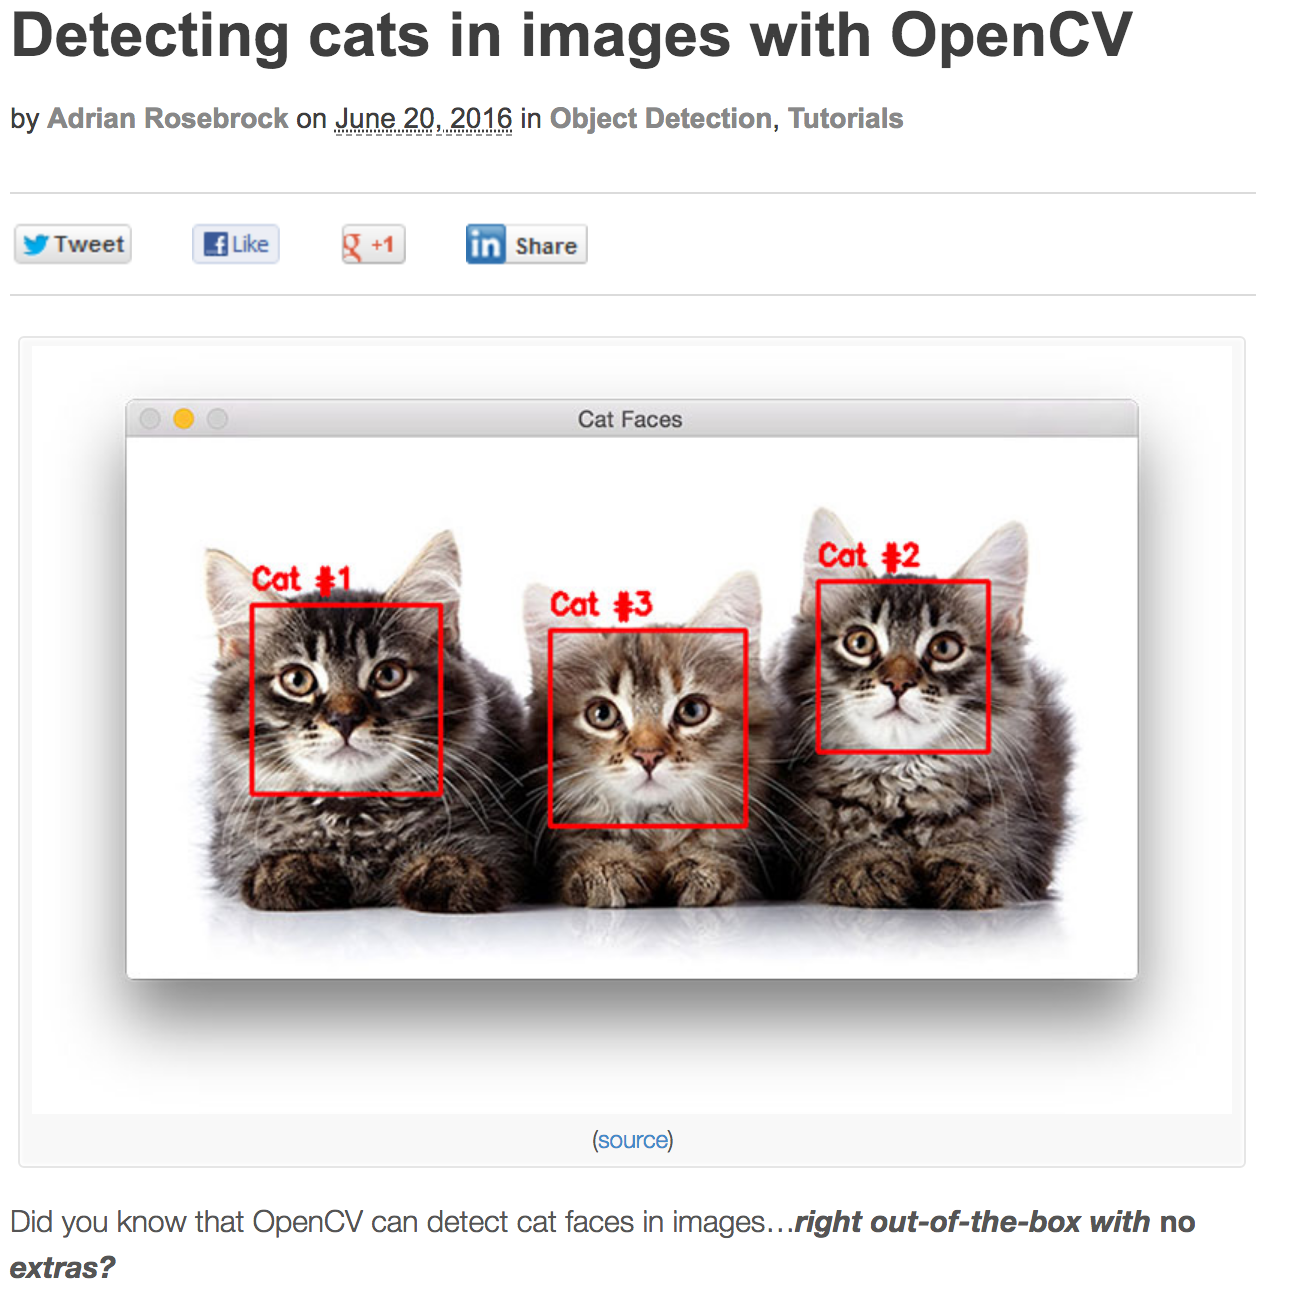 Detecting cats in images with OpenCV
by Adrian Rosebrock on June 20, 2016 in Object Detection, Tutorials
Tweet Like +1 in Share
Cat Faces
Cat #1 Cat #3 Cat #2
(source)
Did you know that OpenCV can detect cat faces in images…right out-of-the-box with no
extras?